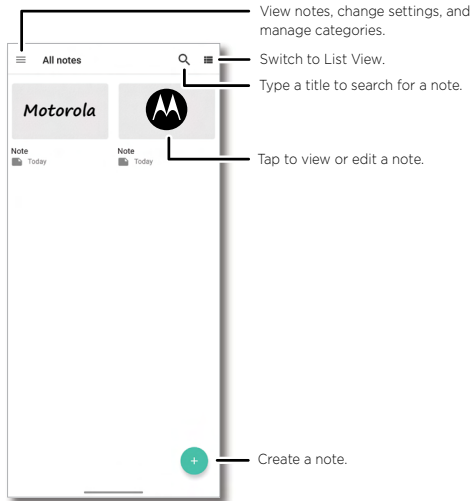 View notes, change settings, and
manage categories.
All notes
Switch to List View.
Type a title to search for a note.
Motorola
Tap to view or edit a note.
Note
Today
Note
Today
+
Create a note.